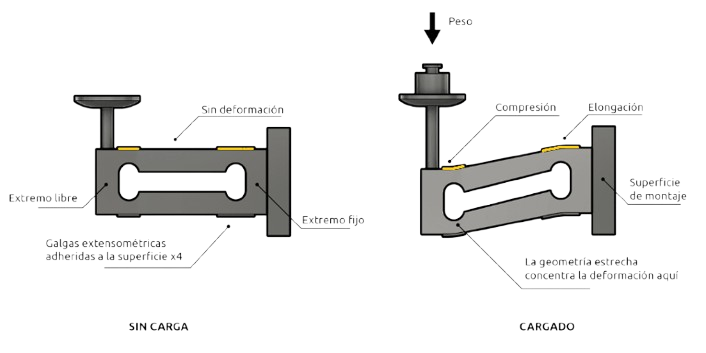 Peso
Sin deformación
Compresión
Elongación
Extremo libre
Extremo fijo
Superficie
de montaje
Galgas extensométricas
adheridas a la superficie x4
La geometría estrecha
concentra la deformación aquí
SIN CARGA
CARGADO